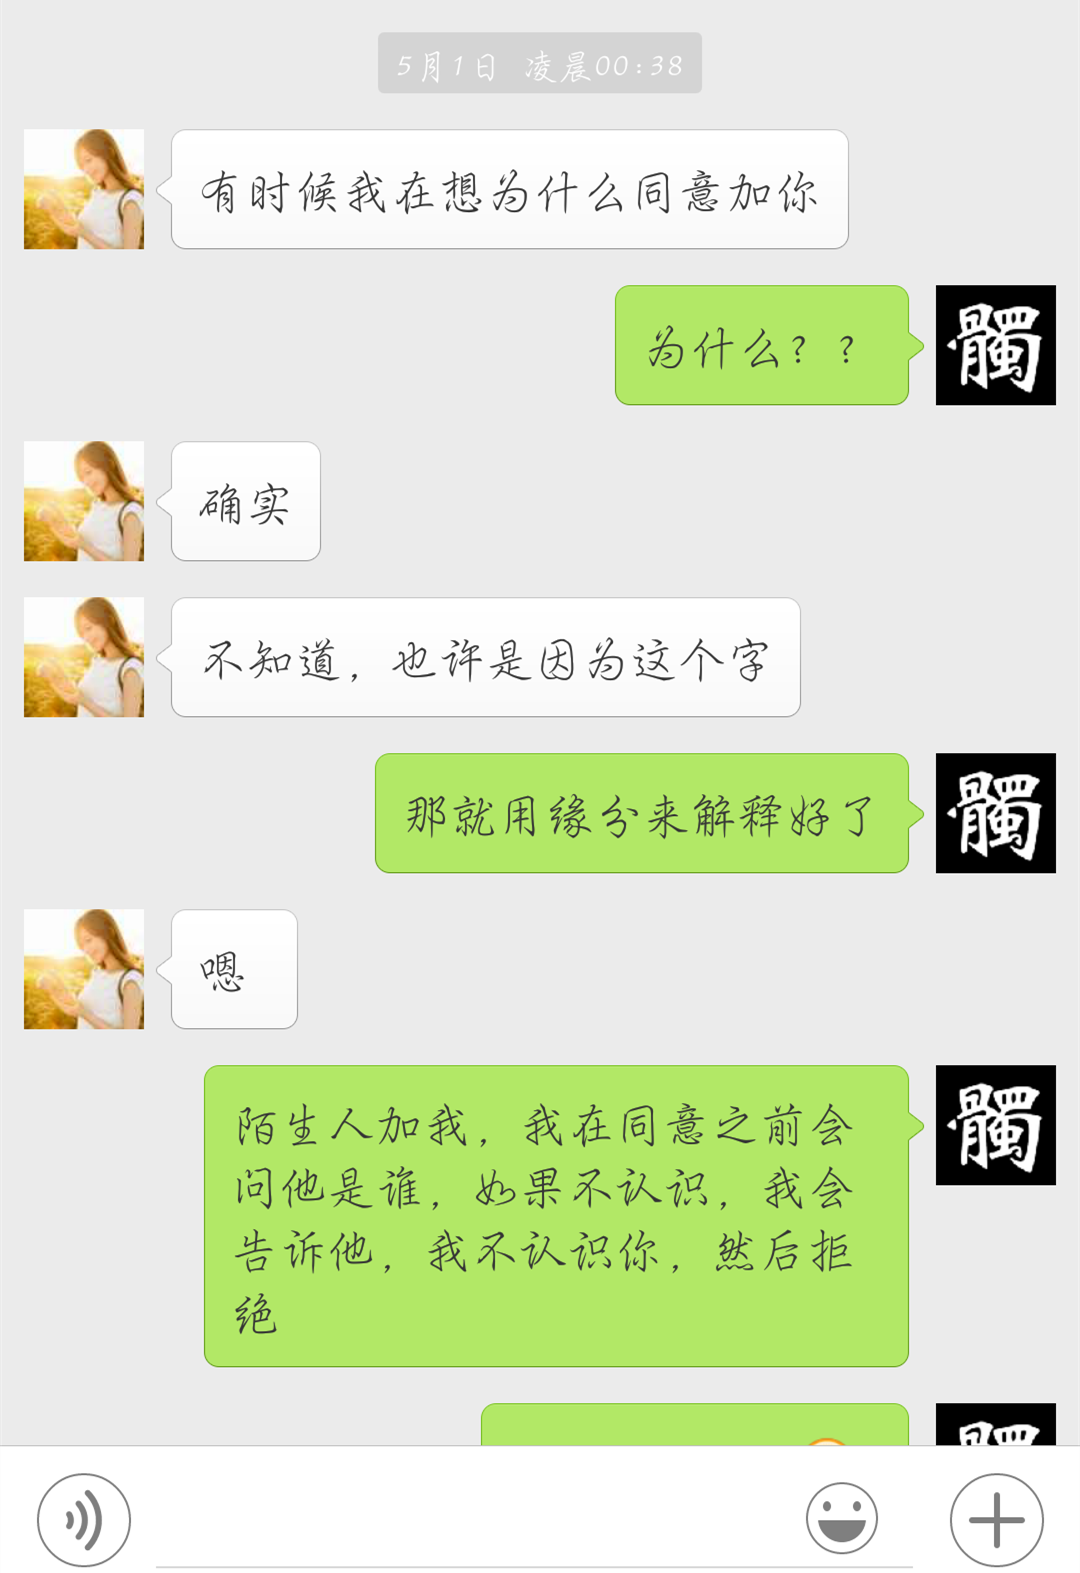 5月1日 凌晨00:38
有时候我在想为什么同意加你
为什么？？
髑
确实
不知道，也许是因为这个字
那就用缘分来解释好了
髑
嗯
陌生人加我，我在同意之前会
问他是谁，如果不认识，我会
告诉他，我不认识你，然后拒
绝
髑